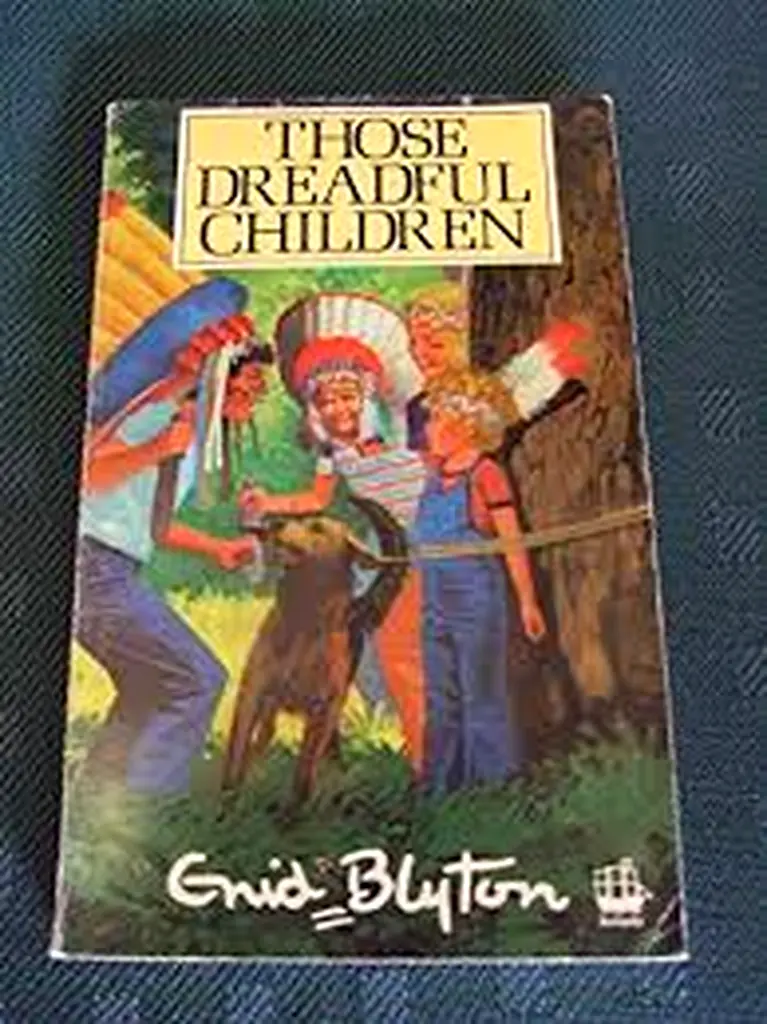 THOSE
DREADFUL
CHILDREN
Enid Blyton